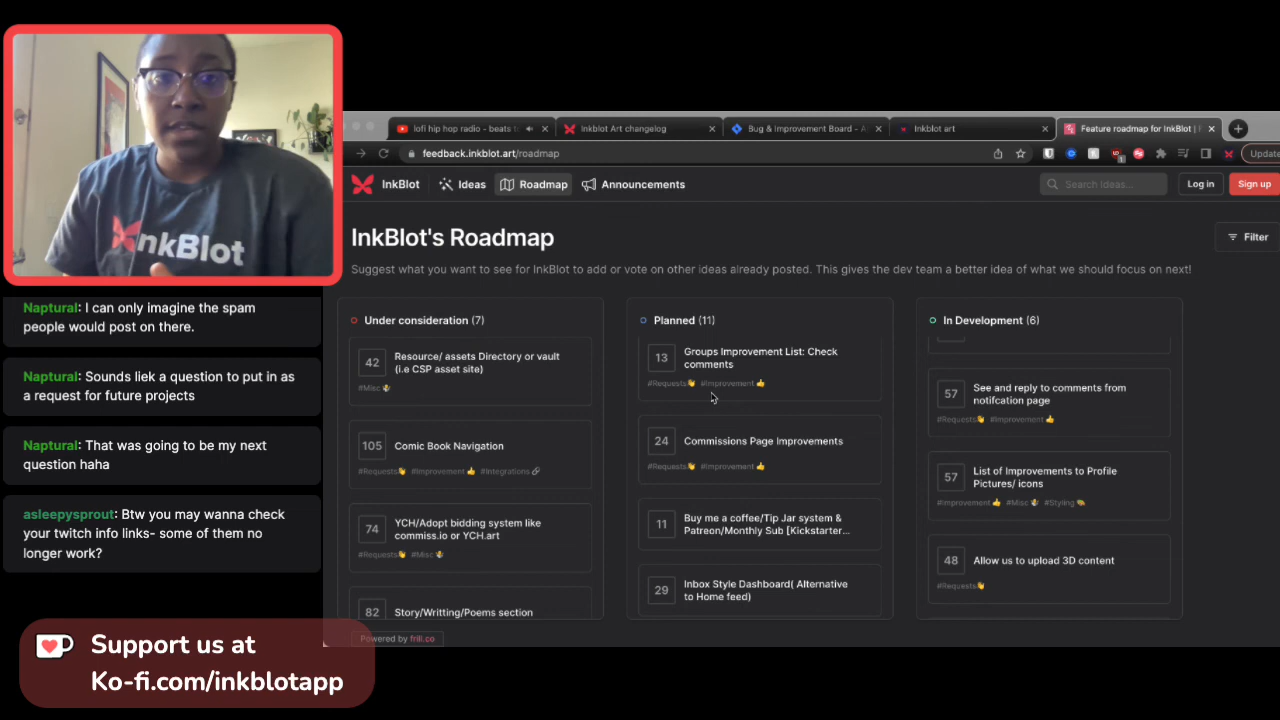 InkBlot
Naptural: I can only imagine the spam
people would post on there.
Naptural: Sounds liek a question to put in as
a request for future projects
Naptural: That was going to be my next
question haha
asleepysprout: Btw you may wanna check
your twitch info links- some of them no
longer work?
Support us at
Ko-fi.com/inkblotapp
lofi hip hop radio - beats t
Inkblot Art changelog
Bug & Improvement Board - A
Inkblot art
Feature roadmap for InkBlot |
feedback.inkblot.art/roadmap
Update
InkBlot
Ideas
Roadmap
Announcements
Search ideas...
Log in
Sign up
InkBlot's Roadmap
Filter
Suggest what you want to see for InkBlot to add or vote on other ideas already posted. This gives the dev team a better idea of what we should focus on next!
Under consideration (7)
42
Resource/ assets Directory or vault
(i.e CSP asset site)
#Misc
105
Comic Book Navigation
#Requests👋 #Improvement 👍 #Integrations 🔗
74
YCH/Adopt bidding system like
commiss.io or YCH.art
#Requests👋 #Misc
82
Story/Writting/Poems section
Powered by frill.co
Planned (11)
13
Groups Improvement List: Check
comments
#Requests👋 #Improvement 👍
24
Commissions Page Improvements
#Requests👋 #Improvement 👍
11
Buy me a coffee/Tip Jar system &
Patreon/Monthly Sub [Kickstarter...
29
Inbox Style Dashboard( Alternative
to Home feed)
In Development (6)
57
See and reply to comments from
notifcation page
#Requests👋 #Improvement 👍
57
List of Improvements to Profile
Pictures/ icons
#Improvement 👍 #Misc #Styling
48
Allow us to upload 3D content
#Requests👋